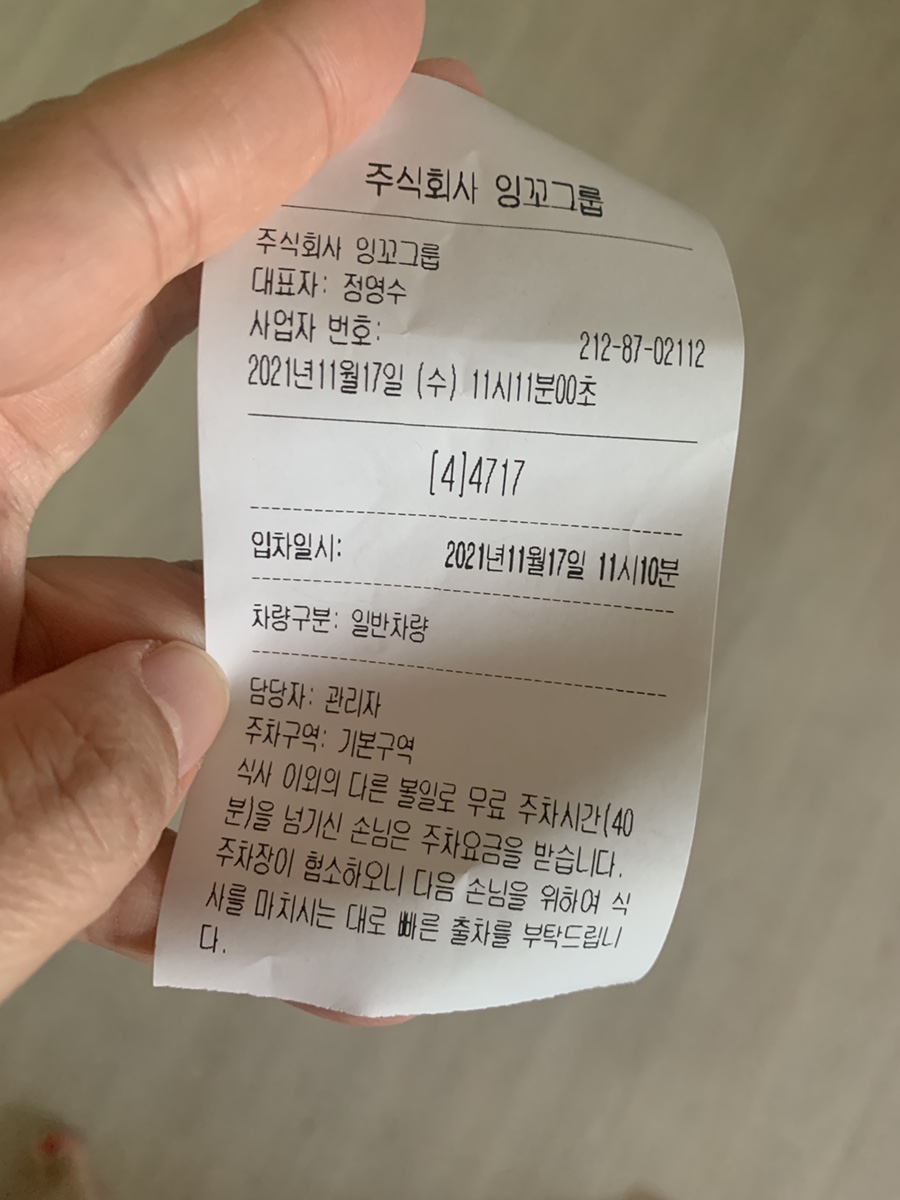 주식회사 잉꼬그룹
주식회사 잉꼬그룹
대표자: 정영수
사업자 번호: 212-87-02112
2021년11월17일 (수) 11시11분00초
[4]4717
입차일시: 2021년11월17일 11시10분
차량구분: 일반차량
담당자: 관리자
주차구역: 기본구역
식사 이외의 다른 볼일로 무료 주차시간(40
분)을 넘기신 손님은 주차요금을 받습니다.
주차장이 협소하오니 다음 손님을 위하여 식
사를 마치시는 대로 빠른 출차를 부탁드립니
다.